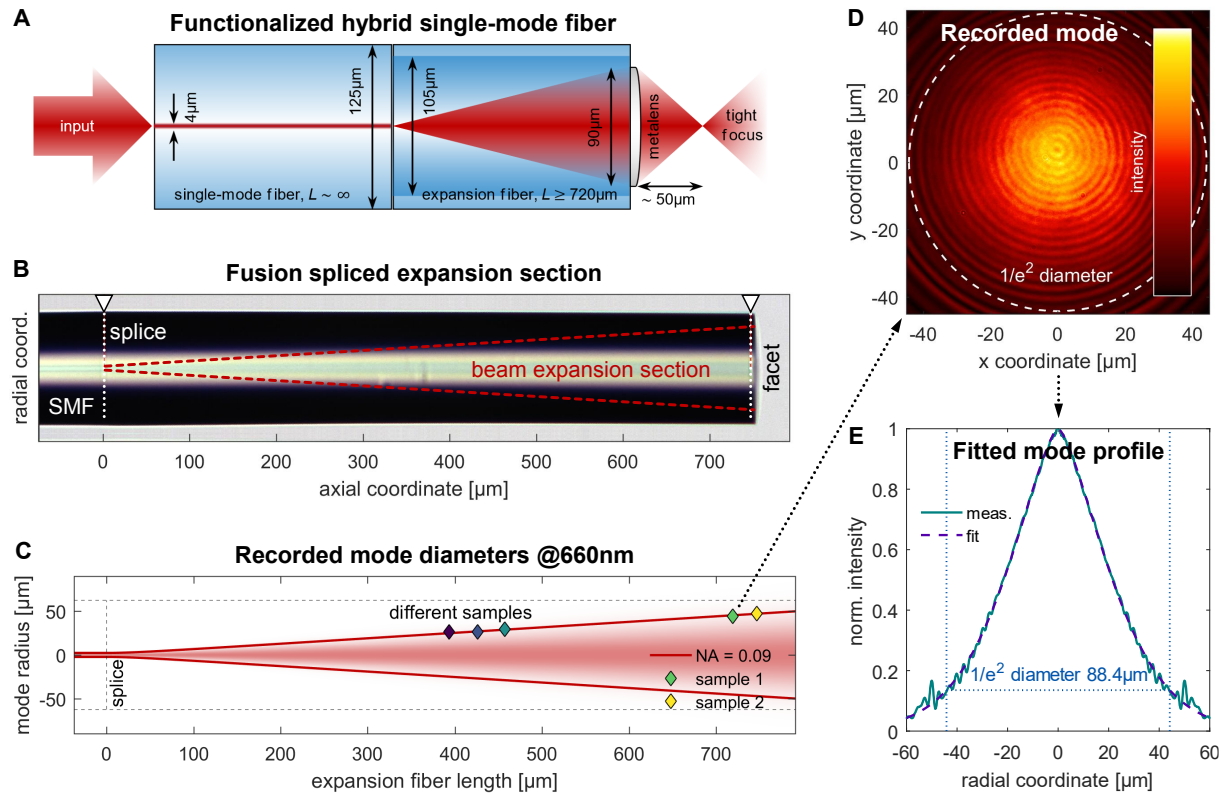 A
Functionalized hybrid single-mode fiber
input
4µm
125µm
105µm
90µm
metalens
tight
focus
single-mode fiber, L ~ ∞
expansion fiber, L ≥ 720µm
~ 50µm
B
Fusion spliced expansion section
radial coord.
splice
SMF
beam expansion section
facet
0
100
200
300
400
500
600
700
axial coordinate [µm]
C
Recorded mode diameters @660nm
mode radius [µm]
50
0
-50
splice
different samples
NA = 0.09
sample 1
sample 2
0
100
200
300
400
500
600
700
expansion fiber length [µm]
D
Recorded mode
y coordinate [µm]
40
20
0
-20
-40
intensity
1/e² diameter
-40
-20
0
20
40
x coordinate [µm]
E
Fitted mode profile
norm. intensity
1
0.8
0.6
0.4
0.2
0
meas.
fit
1/e² diameter 88.4µm
-60
-40
-20
0
20
40
60
radial coordinate [µm]